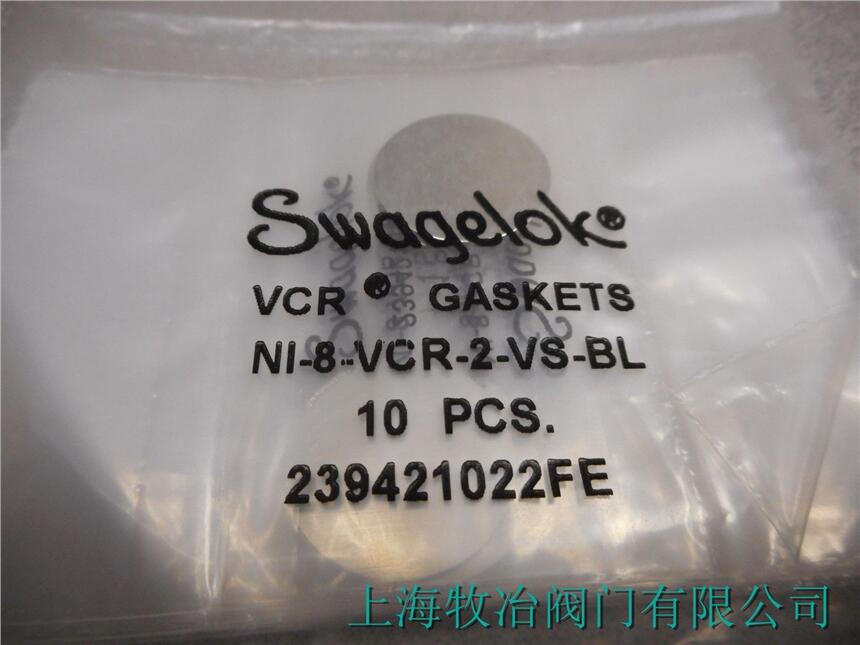 Swagelok®
VCR® GASKETS
NI-8-VCR-2-VS-BL
10 PCS.
239421022FE
上海牧冶阀门有限公司